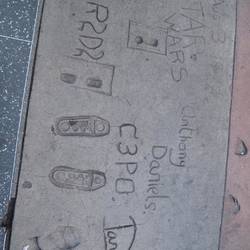 STAR
WARS
R2D2
Anthony
Daniels
C3PO